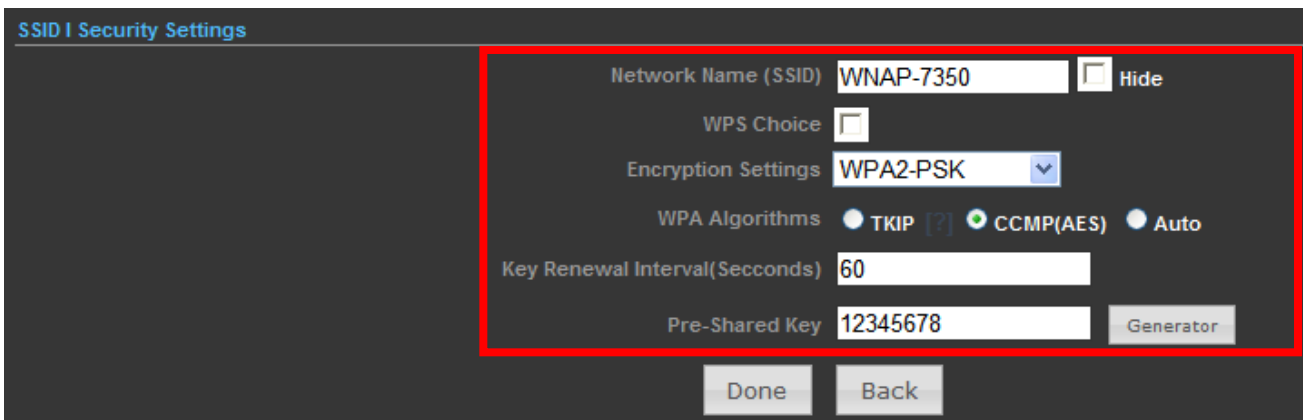 SSID I Security Settings
Network Name (SSID) WNAP-7350 Hide
WPS Choice
Encryption Settings WPA2-PSK
WPA Algorithms TKIP [?] CCMP(AES) Auto
Key Renewal Interval(Secconds) 60
Pre-Shared Key 12345678 Generator
Done Back